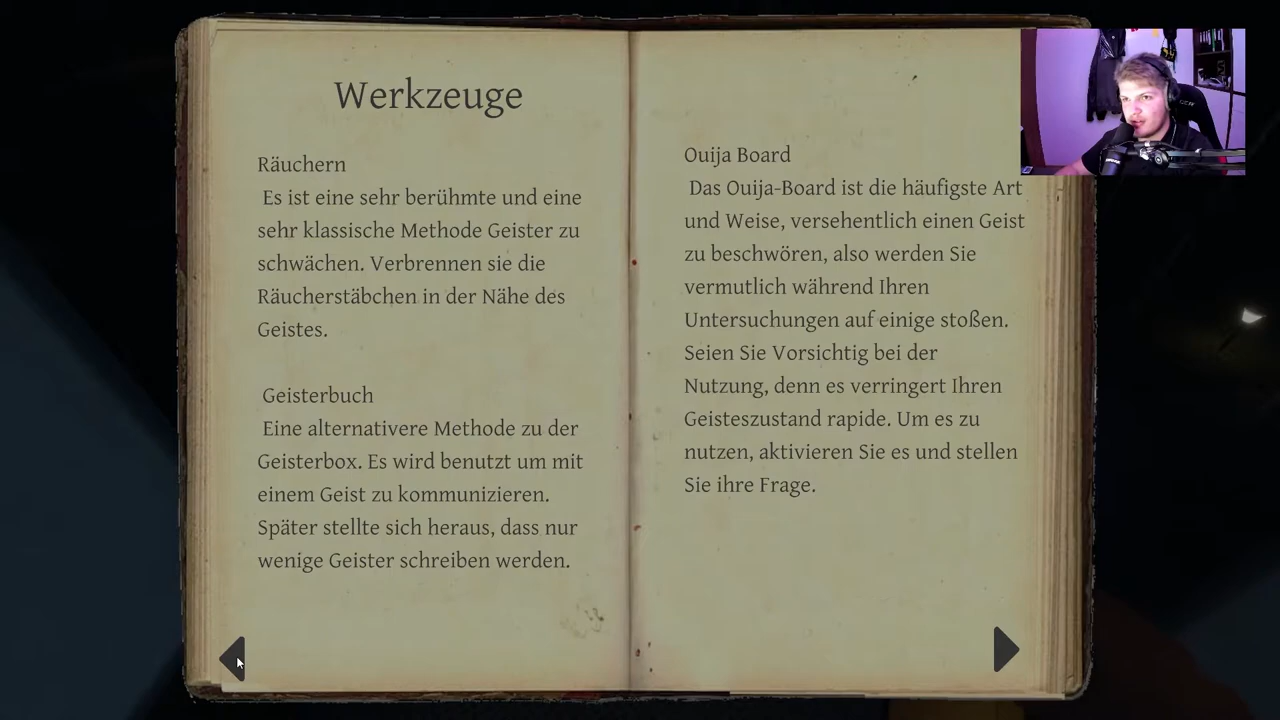 Werkzeuge
Räuchern
Es ist eine sehr berühmte und eine
sehr klassische Methode Geister zu
schwächen. Verbrennen sie die
Räucherstäbchen in der Nähe des
Geistes.
Geisterbuch
Eine alternativere Methode zu der
Geisterbox. Es wird benutzt um mit
einem Geist zu kommunizieren.
Später stellte sich heraus, dass nur
wenige Geister schreiben werden.
Ouija Board
Das Ouija-Board ist die häufigste Art
und Weise, versehentlich einen Geist
zu beschwören, also werden Sie
vermutlich während Ihren
Untersuchungen auf einige stoßen.
Seien Sie Vorsichtig bei der
Nutzung, denn es verringert Ihren
Geisteszustand rapide. Um es zu
nutzen, aktivieren Sie es und stellen
Sie ihre Frage.